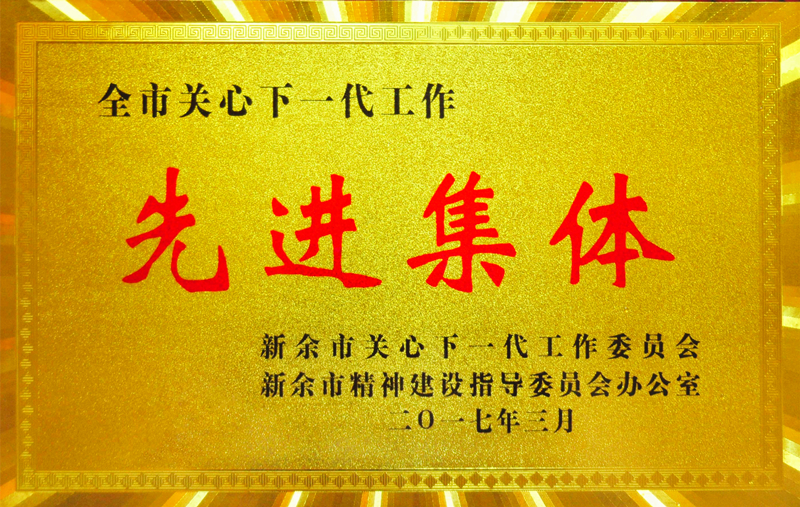 全市关心下一代工作
先进集体
新余市关心下一代工作委员会
新余市精神建设指导委员会办公室
二〇一七年三月